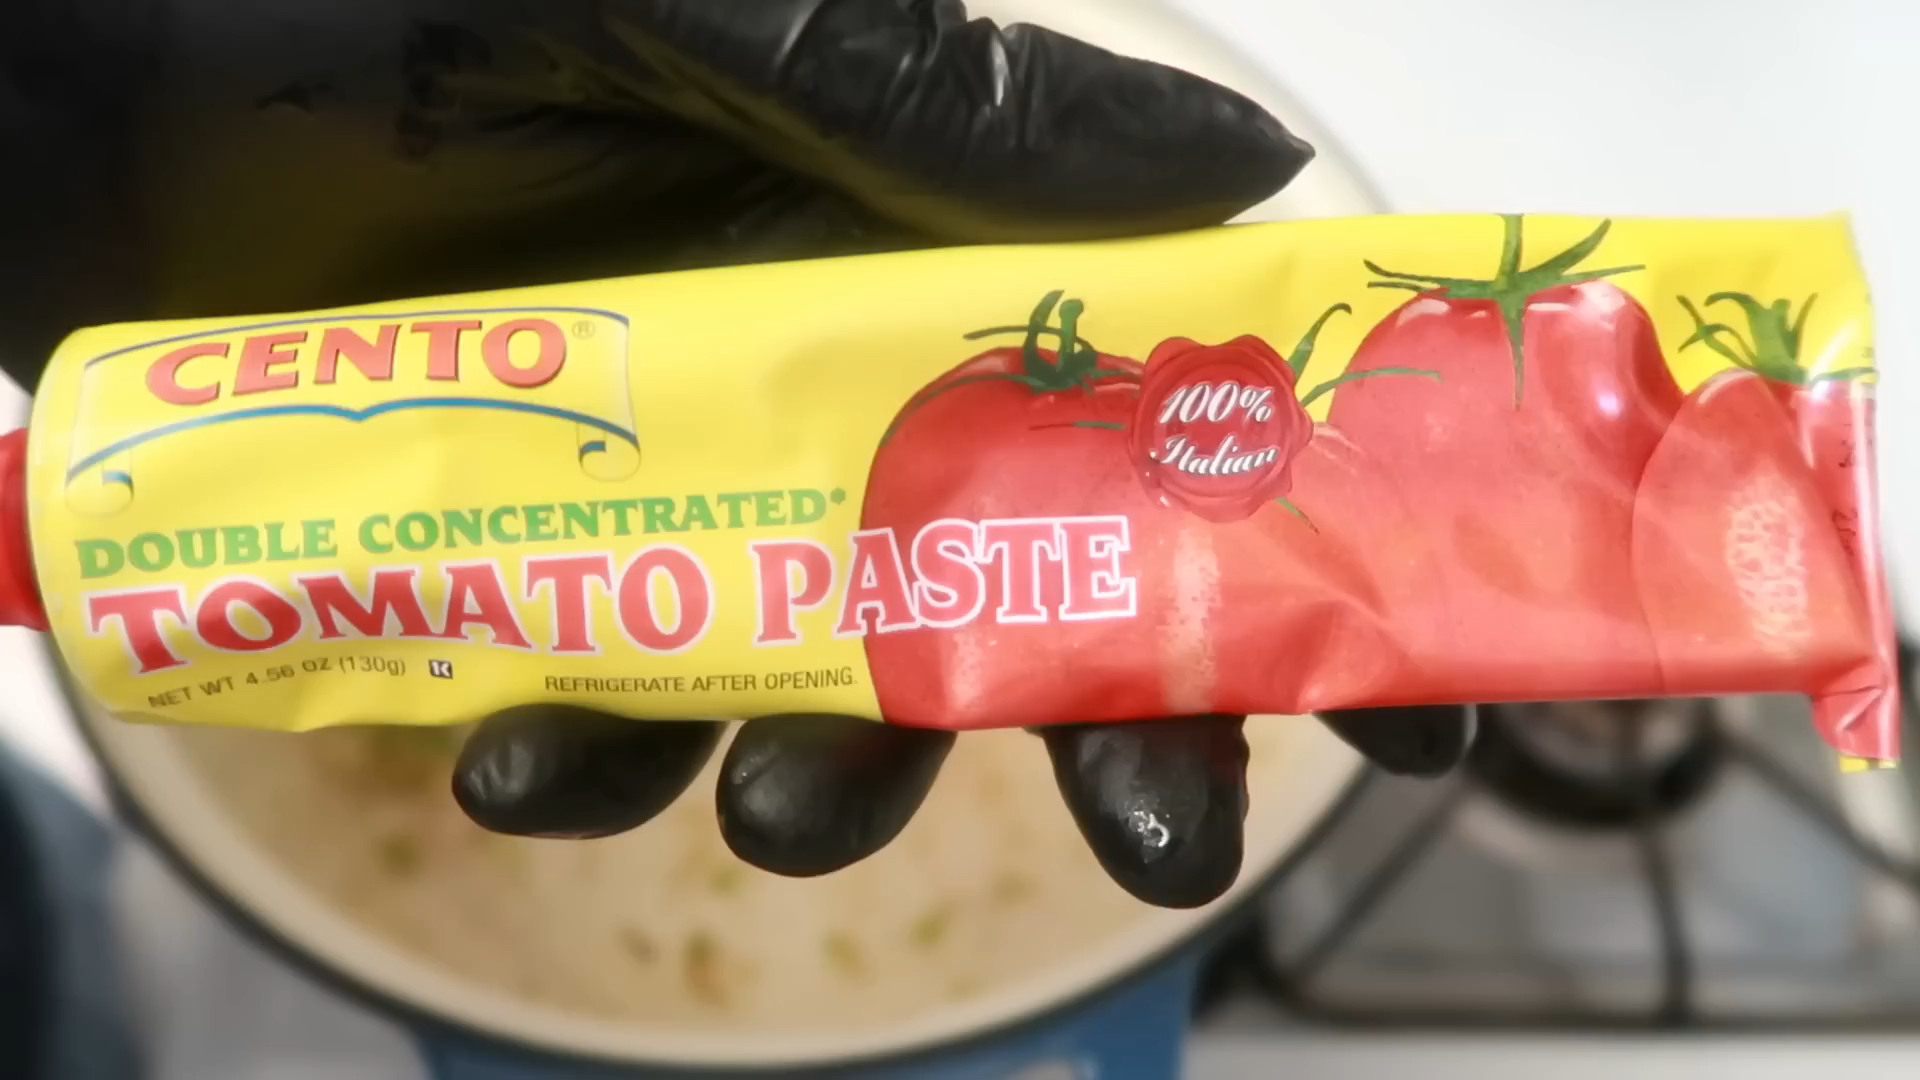 CENTO®
DOUBLE CONCENTRATED*
TOMATO PASTE
NET WT 4.56 OZ (130g) K
REFRIGERATE AFTER OPENING.
100%
Italian